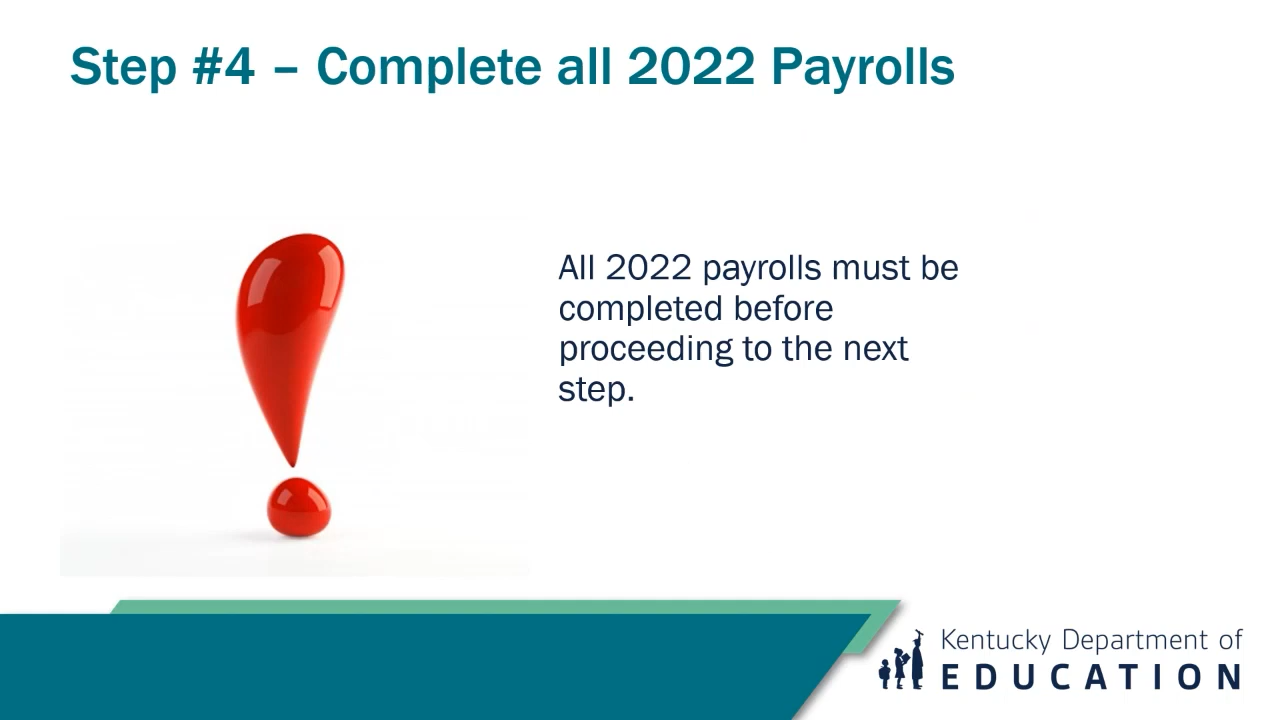 Step #4 – Complete all 2022 Payrolls
All 2022 payrolls must be
completed before
proceeding to the next
step.
Kentucky Department of
EDUCATION